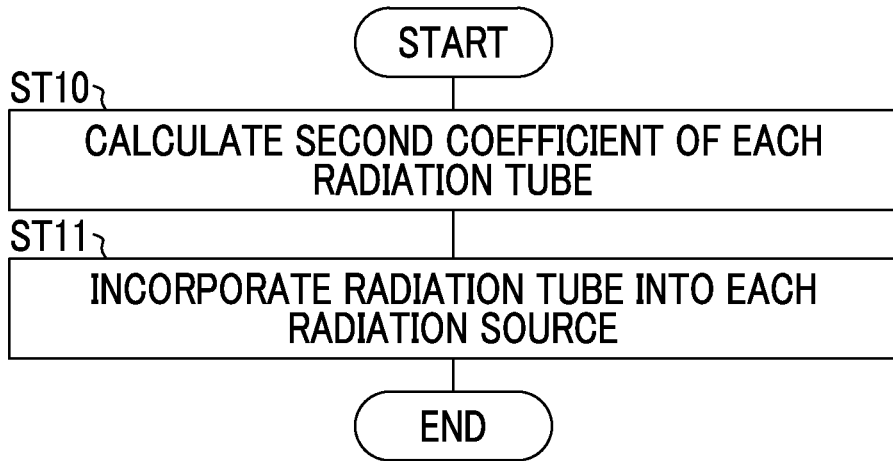 START
ST10
CALCULATE SECOND COEFFICIENT OF EACH
RADIATION TUBE
ST11
INCORPORATE RADIATION TUBE INTO EACH
RADIATION SOURCE
END